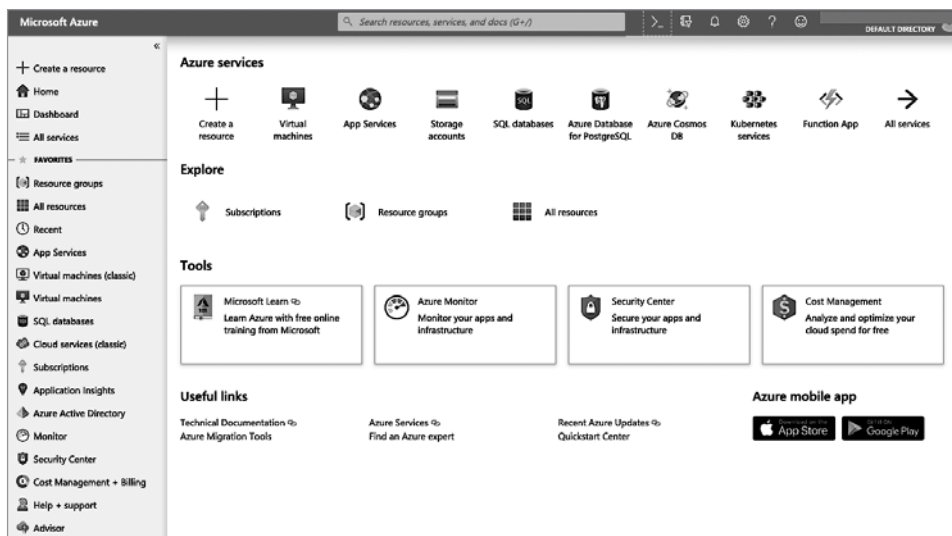 Microsoft Azure
Search resources, services, and docs (G+/)
DEFAULT DIRECTORY
Create a resource
Home
Dashboard
All services
FAVORITES
Resource groups
All resources
Recent
App Services
Virtual machines (classic)
Virtual machines
SQL databases
Cloud services (classic)
Subscriptions
Application Insights
Azure Active Directory
Monitor
Security Center
Cost Management + Billing
Help + support
Advisor
Azure services
Create a
resource
Virtual
machines
App Services
Storage
accounts
SQL
SQL databases
Azure Database
for PostgreSQL
Azure Cosmos
DB
Kubernetes
services
Function App
All services
Explore
Subscriptions
Resource groups
All resources
Tools
Microsoft Learn
Learn Azure with free online
training from Microsoft
Azure Monitor
Monitor your apps and
infrastructure
Security Center
Secure your apps and
infrastructure
Cost Management
Analyze and optimize your
cloud spend for free
Useful links
Technical Documentation
Azure Migration Tools
Azure Services
Find an Azure expert
Recent Azure Updates
Quickstart Center
Azure mobile app
Download on the
App Store
GET IT ON
Google Play